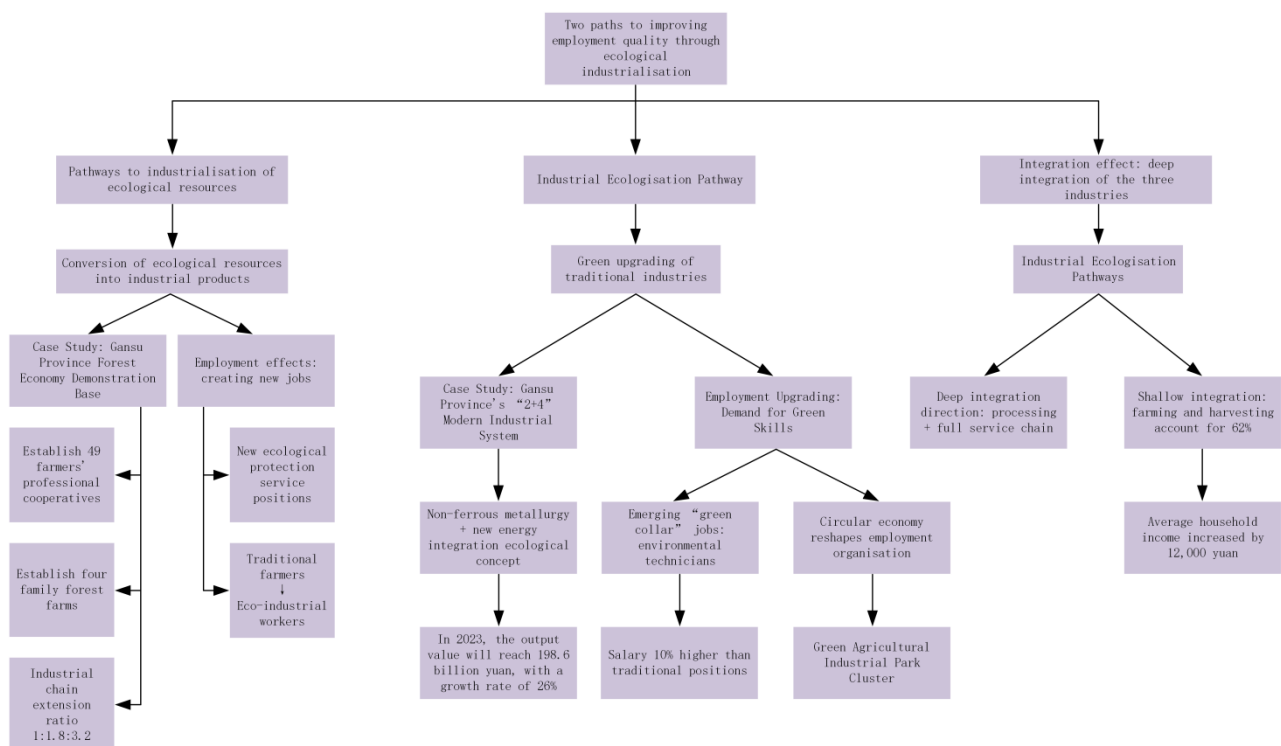 Two paths to improving
employment quality through
ecological
industrialisation
Pathways to industrialisation of
ecological resources
Industrial Ecologisation Pathway
Integration effect: deep
integration of the three
industries
Conversion of ecological resources
into industrial products
Green upgrading of
traditional industries
Industrial Ecologisation
Pathways
Case Study: Gansu
Province Forest
Economy Demonstration
Base
Employment effects:
creating new jobs
Case Study: Gansu
Province's “2+4”
Modern Industrial
System
Employment Upgrading:
Demand for Green
Skills
Deep integration
direction: processing
+ full service chain
Shallow integration:
farming and harvesting
account for 62%
Establish 49
farmers'
professional
cooperatives
New ecological
protection
service
positions
Non-ferrous metallurgy
+ new energy
integration ecological
concept
Emerging “green
collar” jobs:
environmental
technicians
Circular economy
reshapes employment
organisation
Average household
income increased by
12,000 yuan
Establish four
family forest
farms
Traditional
farmers
↓
Eco-industrial
workers
In 2023, the output
value will reach 198.6
billion yuan, with a
growth rate of 26%
Salary 10% higher than
traditional positions
Green Agricultural
Industrial Park
Cluster
Industrial
chain
extension
ratio
1:1.8:3.2